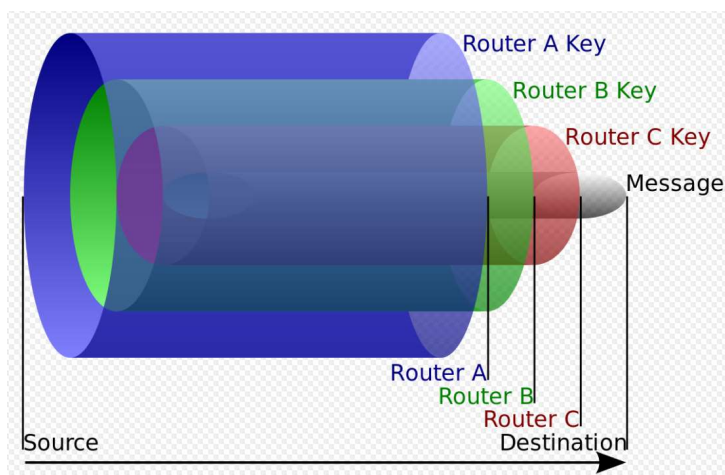 Router A Key
Router B Key
Router C Key
Message
Router A
Router B
Router C
Source
Destination